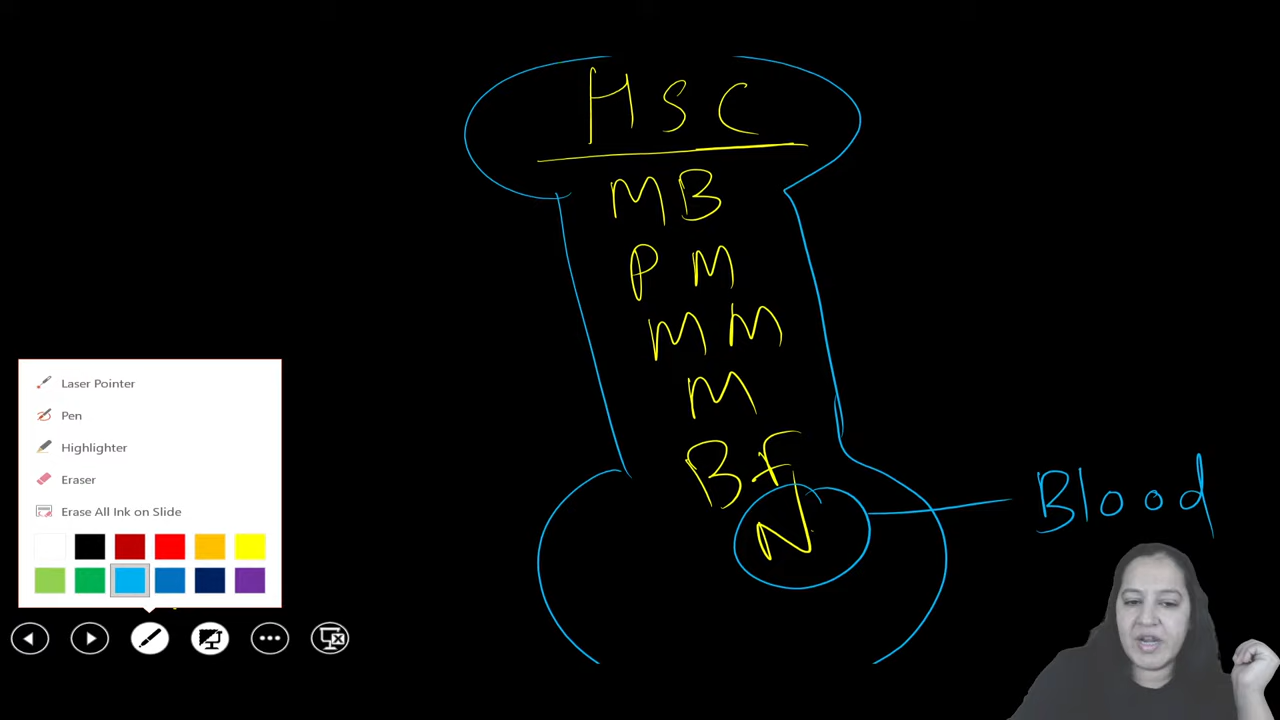 HSC
MB
PM
MM
M
BF
N
Blood
Laser Pointer
Pen
Highlighter
Eraser
Erase All Ink on Slide